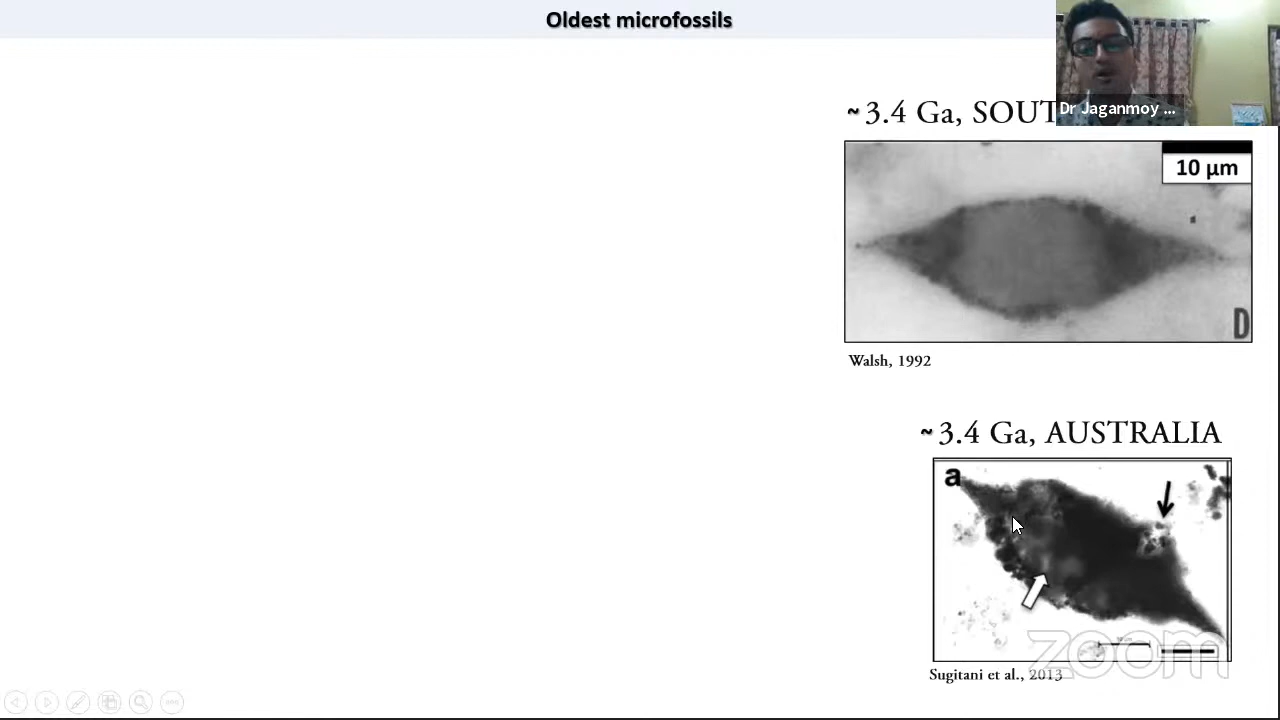 Oldest microfossils
Dr Jaganmoy ...
~ 3.4 Ga, SOUT
10 μm
D
Walsh, 1992
~ 3.4 Ga, AUSTRALIA
a
zoom
Sugitani et al., 2013